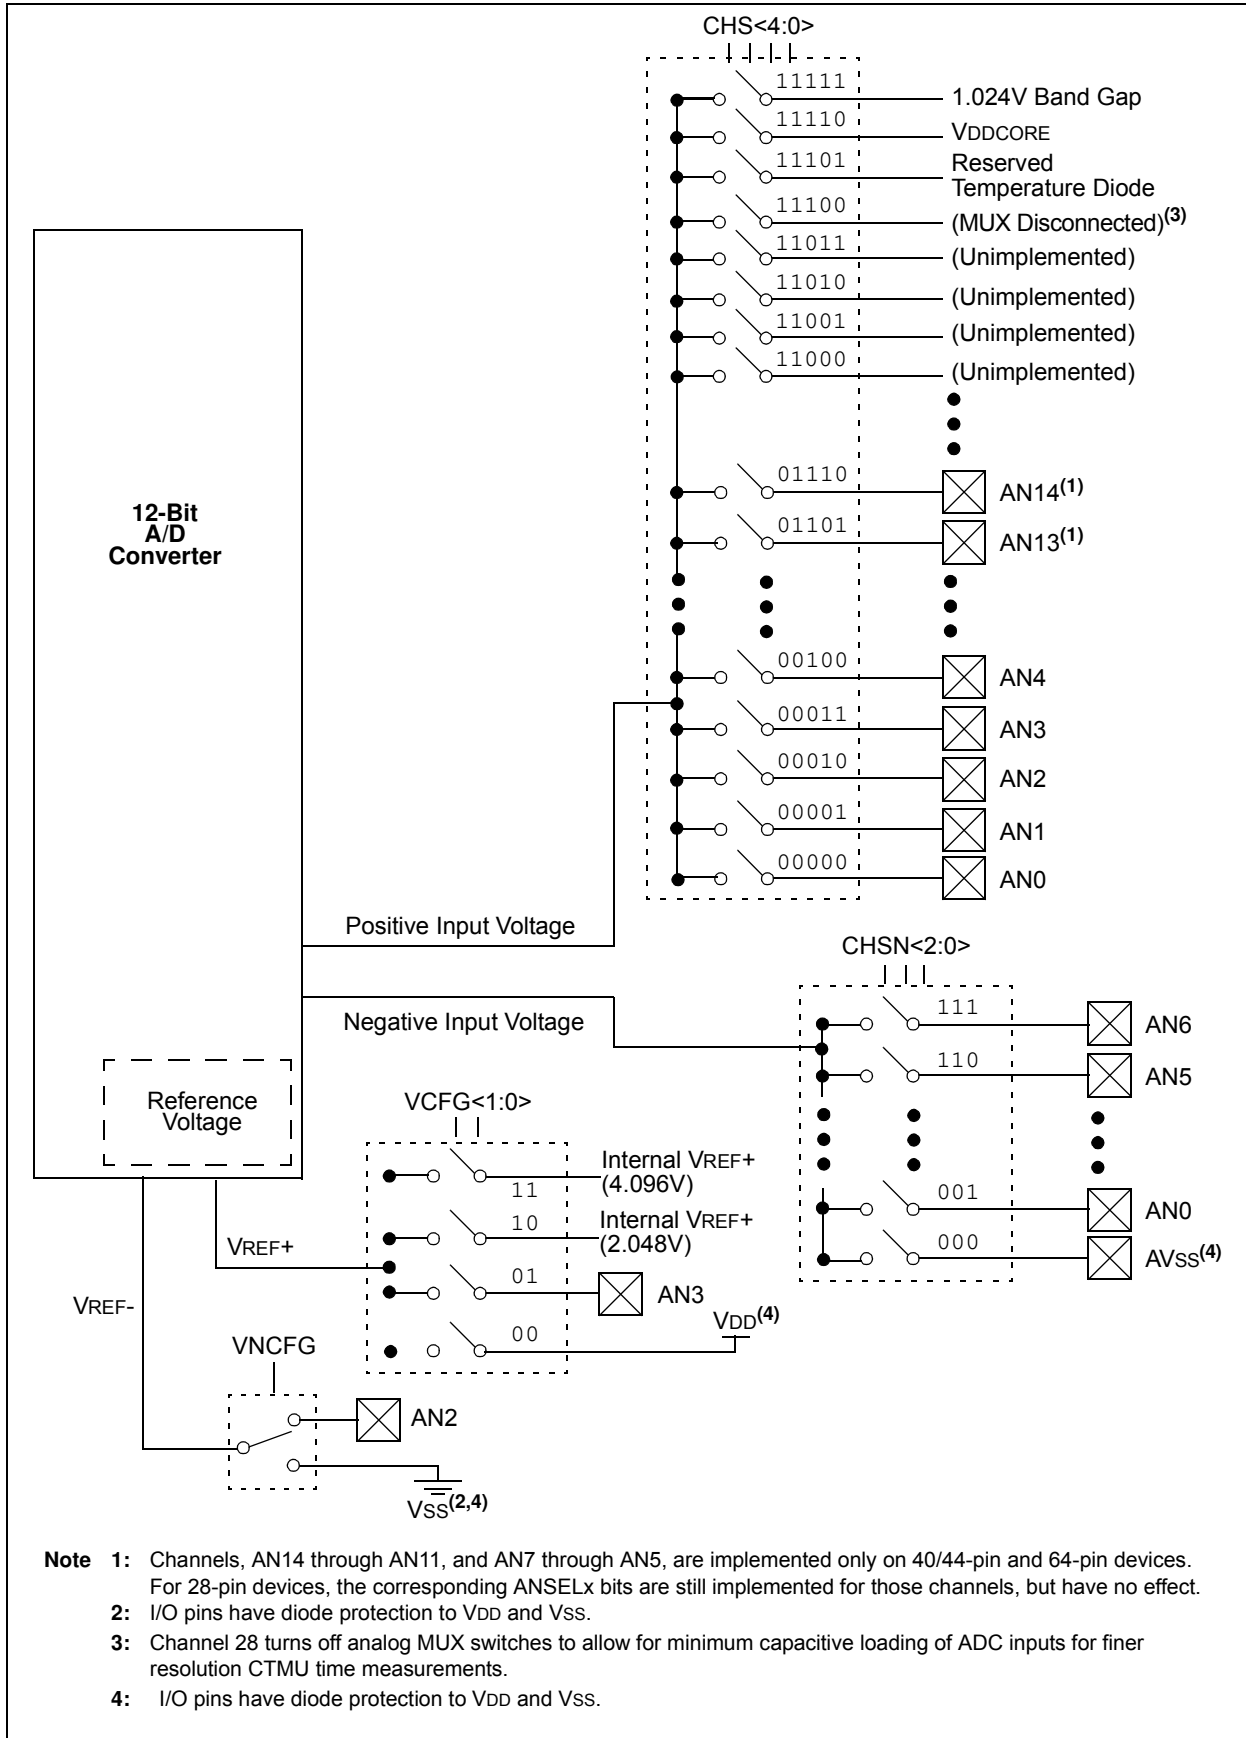 CHS<4:0>
11111
1.024V Band Gap
11110
VDDCORE
11101
Reserved
Temperature Diode
11100
(MUX Disconnected)(3)
11011
(Unimplemented)
11010
(Unimplemented)
11001
(Unimplemented)
11000
(Unimplemented)
01110
AN14(1)
01101
AN13(1)
12-Bit
A/D
Converter
00100
AN4
00011
AN3
00010
AN2
00001
AN1
00000
AN0
Positive Input Voltage
CHSN<2:0>
Negative Input Voltage
111
AN6
110
AN5
001
AN0
000
AVSS(4)
Reference
Voltage
VCFG<1:0>
Internal VREF+
(4.096V)
11
10
Internal VREF+
(2.048V)
VREF+
01
AN3
VREF-
00
VDD(4)
VNCFG
AN2
VSS(2,4)
Note 1: Channels, AN14 through AN11, and AN7 through AN5, are implemented only on 40/44-pin and 64-pin devices.
For 28-pin devices, the corresponding ANSELx bits are still implemented for those channels, but have no effect.
2: I/O pins have diode protection to VDD and VSS.
3: Channel 28 turns off analog MUX switches to allow for minimum capacitive loading of ADC inputs for finer
resolution CTMU time measurements.
4: I/O pins have diode protection to VDD and VSS.